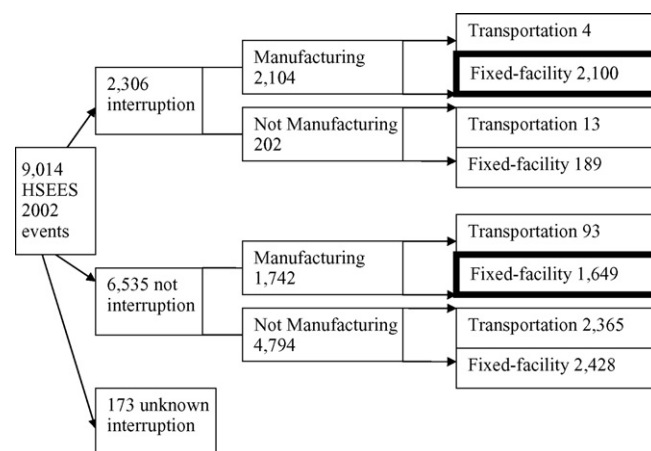 9,014
HSEES
2002
events
2,306
interruption
Manufacturing
2,104
Transportation 4
Fixed-facility 2,100
Not Manufacturing
202
Transportation 13
Fixed-facility 189
6,535 not
interruption
Manufacturing
1,742
Transportation 93
Fixed-facility 1,649
Not Manufacturing
4,794
Transportation 2,365
Fixed-facility 2,428
173 unknown
interruption